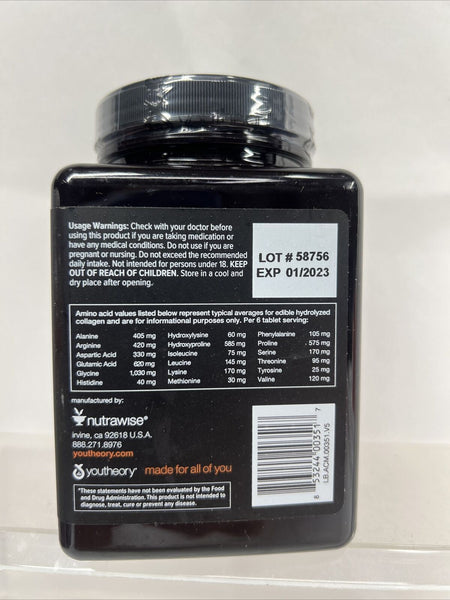 Usage Warnings: Check with your doctor before
using this product if you are taking medication or
have any medical conditions. Do not use if you are
pregnant or nursing. Do not exceed the recommended
daily intake. Not intended for persons under 18. KEEP
OUT OF REACH OF CHILDREN. Store in a cool and
dry place after opening.
LOT # 58756
EXP 01/2023
Amino acid values listed below represent typical averages for edible hydrolyzed
collagen and are for informational purposes only. Per 6 tablet serving:
Alanine 405 mg Hydroxylysine 60 mg Phenylalanine 105 mg
Arginine 420 mg Hydroxyproline 585 mg Proline 575 mg
Aspartic Acid 330 mg Isoleucine 75 mg Serine 170 mg
Glutamic Acid 620 mg Leucine 145 mg Threonine 95 mg
Glycine 1,030 mg Lysine 170 mg Tyrosine 25 mg
Histidine 40 mg Methionine 30 mg Valine 120 mg
manufactured by:
nutrawise®
irvine, ca 92618 U.S.A.
888.271.8976
youtheory.com
youtheory® made for all of you
*These statements have not been evaluated by the Food
and Drug Administration. This product is not intended to
diagnose, treat, cure or prevent any disease.
8 53244 00351 7
LB.ACM.00351.V5